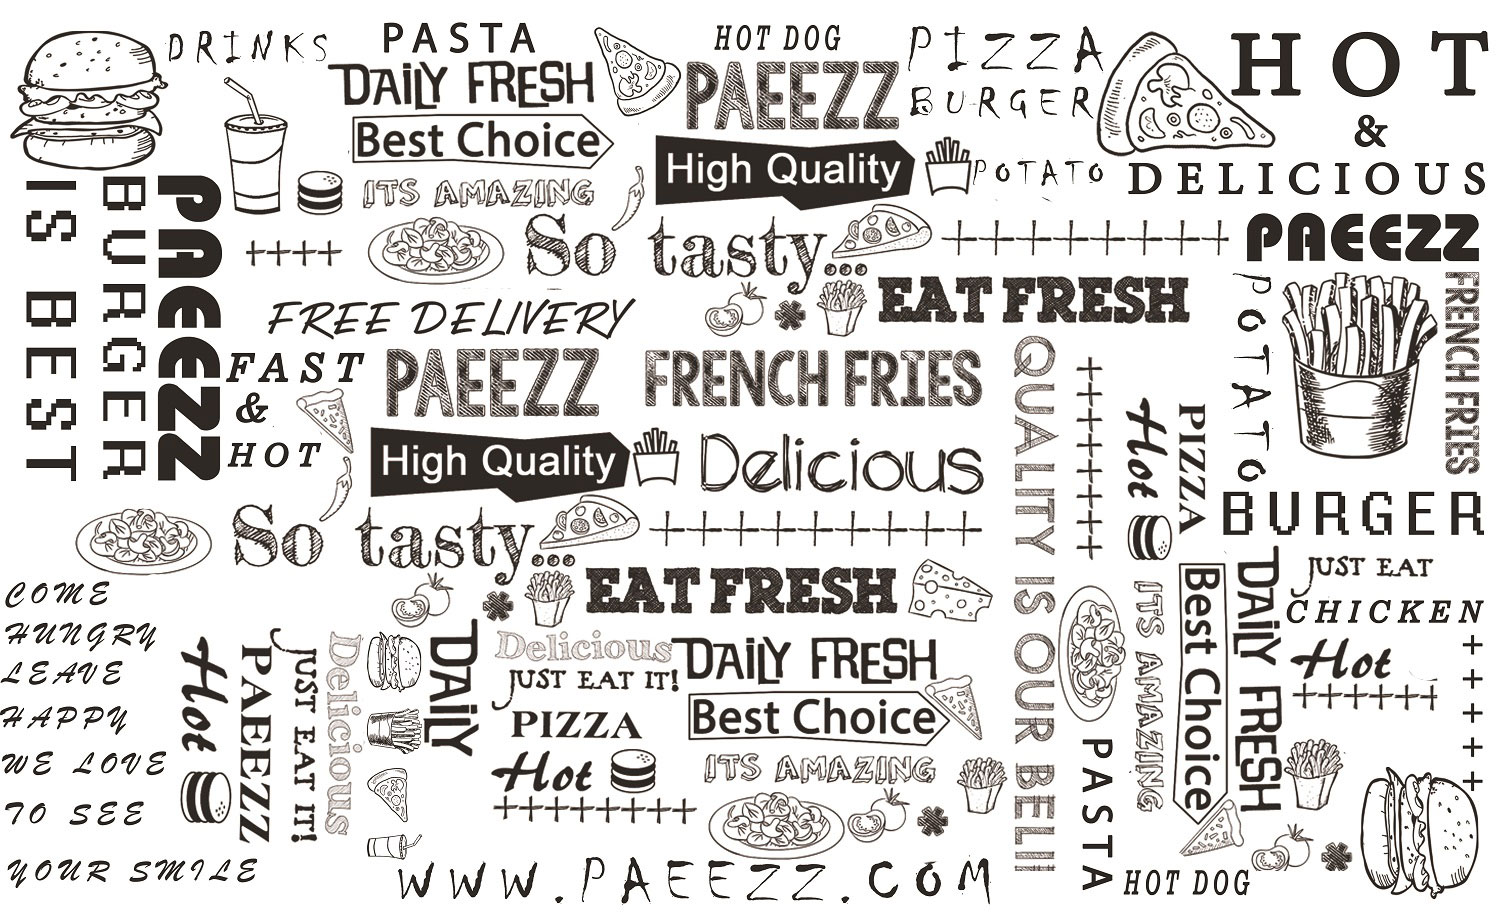 DRINKS
PASTA
DAILY FRESH
Best Choice
ITS AMAZING
HOT DOG
PAEEZZ
High Quality
PIZZA
BURGER
POTATO
HOT
&
DELICIOUS
PAEEZZ
PAEEZZ
BURGER
IS BEST
So tasty...
EAT FRESH
FREE DELIVERY
FAST
&
HOT
PAEEZZ
FRENCH FRIES
High Quality
Delicious
So tasty...
EAT FRESH
QUALITY IS OUR BELII
PIZZA
Hot
POTATO
FRENCH FRIES
BURGER
JUST EAT
CHICKEN
Hot
DAILY FRESH
Best Choice
ITS AMAZING
PASTA
HOT DOG
COME
HUNGRY
LEAVE
HAPPY
WE LOVE
TO SEE
YOUR SMILE
Hot
PAEEZZ
JUST EAT IT!
Delicious
DAILY
Delicious
JUST EAT IT!
PIZZA
Hot
DAILY FRESH
Best Choice
ITS AMAZING
WWW.PAEEZZ.COM